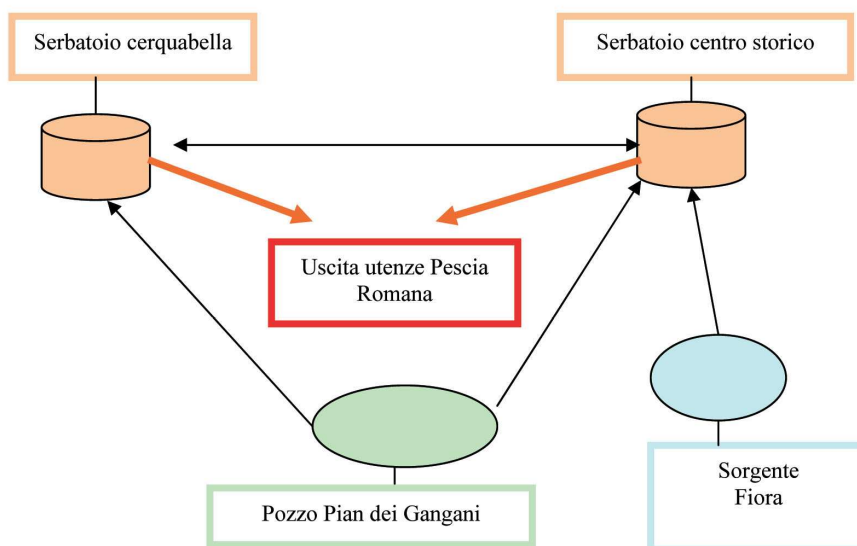 Serbatoio cerquabella
Serbatoio centro storico
Uscita utenze Pescia
Romana
Pozzo Pian dei Gangani
Sorgente
Fiora